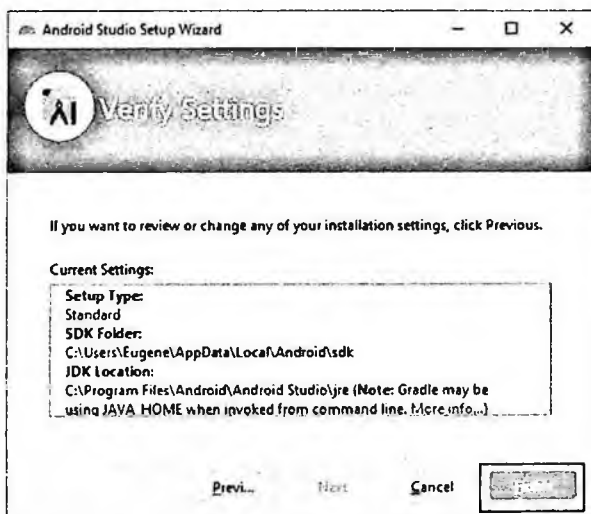 Android Studio Setup Wizard
Verify Settings
If you want to review or change any of your installation settings, click Previous.
Current Settings:
Setup Type:
Standard
SDK Folder:
C:\Users\Eugene\AppData\Local\Android\sdk
JDK Location:
C:\Program Files\Android\Android Studio\jre (Note: Gradle may be
using JAVA_HOME when invoked from command line. More info...)
Previ... Next Cancel